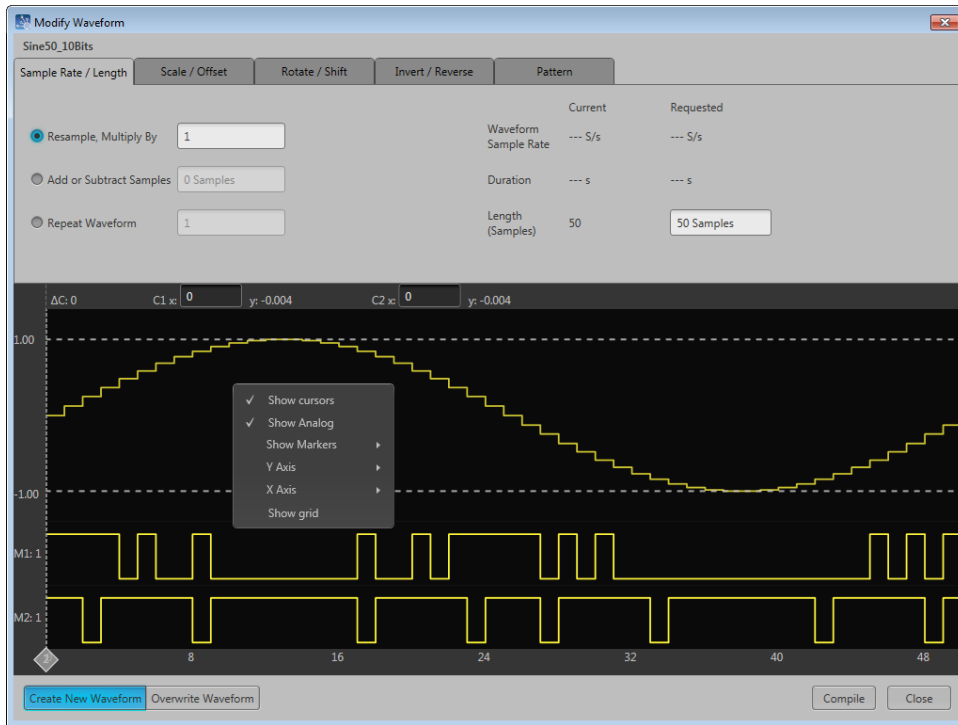 Modify Waveform
Sine50_10Bits
Sample Rate / Length Scale / Offset Rotate / Shift Invert / Reverse Pattern
Current Requested
Resample, Multiply By 1
Waveform
Sample Rate --- S/s --- S/s
Add or Subtract Samples 0 Samples
Duration --- s --- s
Repeat Waveform 1
Length
(Samples) 50 50 Samples
ΔC: 0 C1 x: 0 y: -0.004 C2 x: 0 y: -0.004
1.00
Show cursors
Show Analog
Show Markers
Y Axis
X Axis
Show grid
-1.00
M1: 1
M2: 1
2 8 16 24 32 40 48
Create New Waveform Overwrite Waveform Compile Close